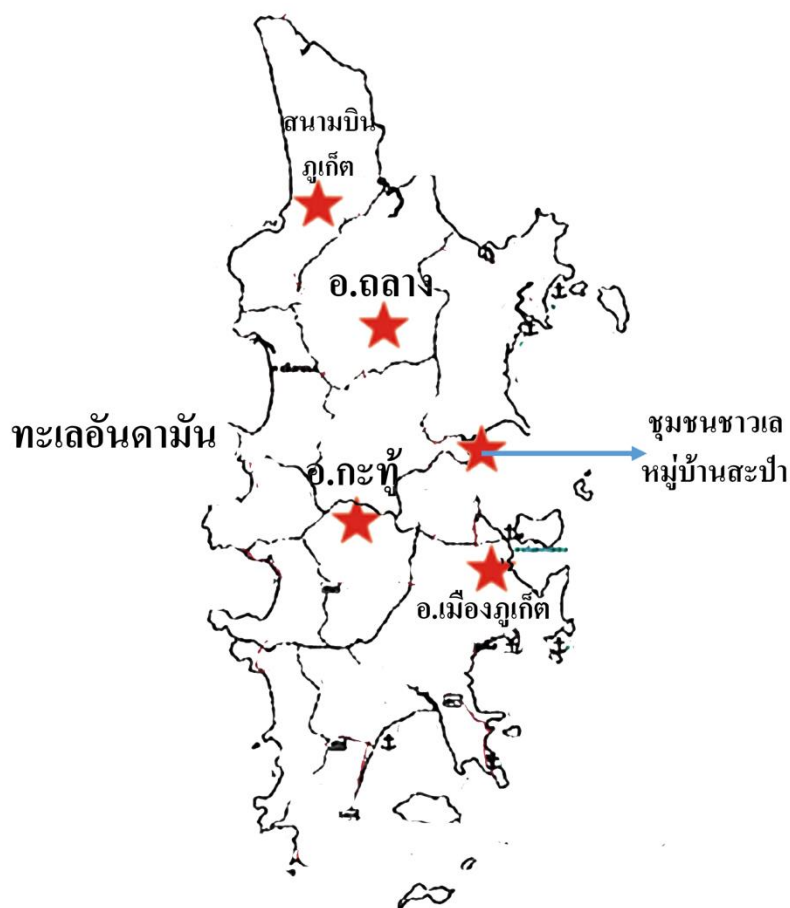 สนามบิน
ภูเก็ต
อ.ถลาง
ทะเลอันดามัน
ชุมชนชาวเล
หมู่บ้านสะปำ
อ.กะทู้
อ.เมืองภูเก็ต